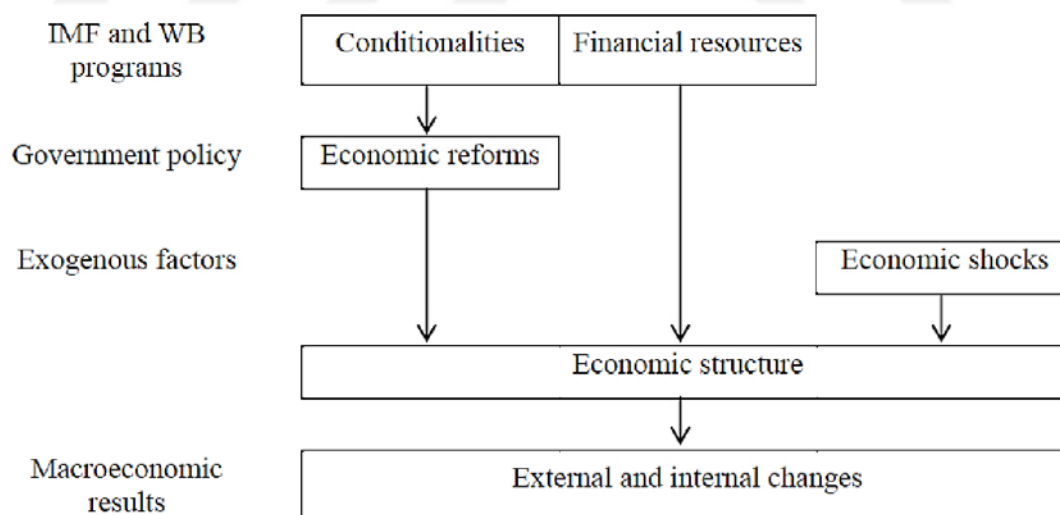 IMF and WB
programs
Conditionalities
Financial resources
Government policy
Economic reforms
Exogenous factors
Economic shocks
Economic structure
Macroeconomic
results
External and internal changes